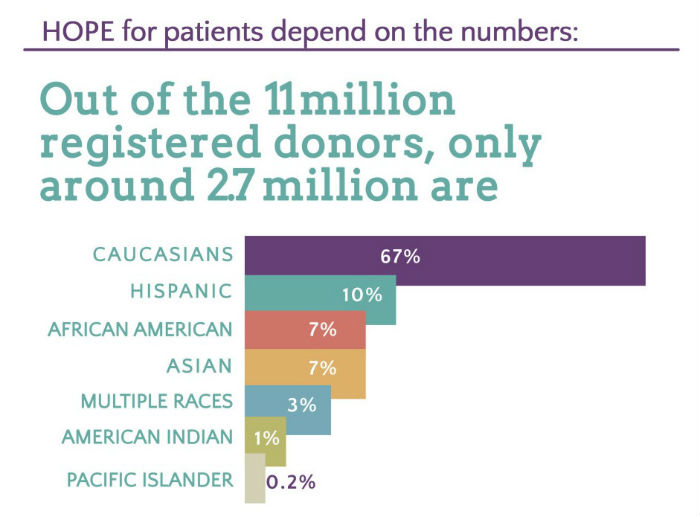 HOPE for patients depend on the numbers:
Out of the 11 million
registered donors, only
around 2.7 million are
CAUCASIANS 67%
HISPANIC 10%
AFRICAN AMERICAN 7%
ASIAN 7%
MULTIPLE RACES 3%
AMERICAN INDIAN 1%
PACIFIC ISLANDER 0.2%